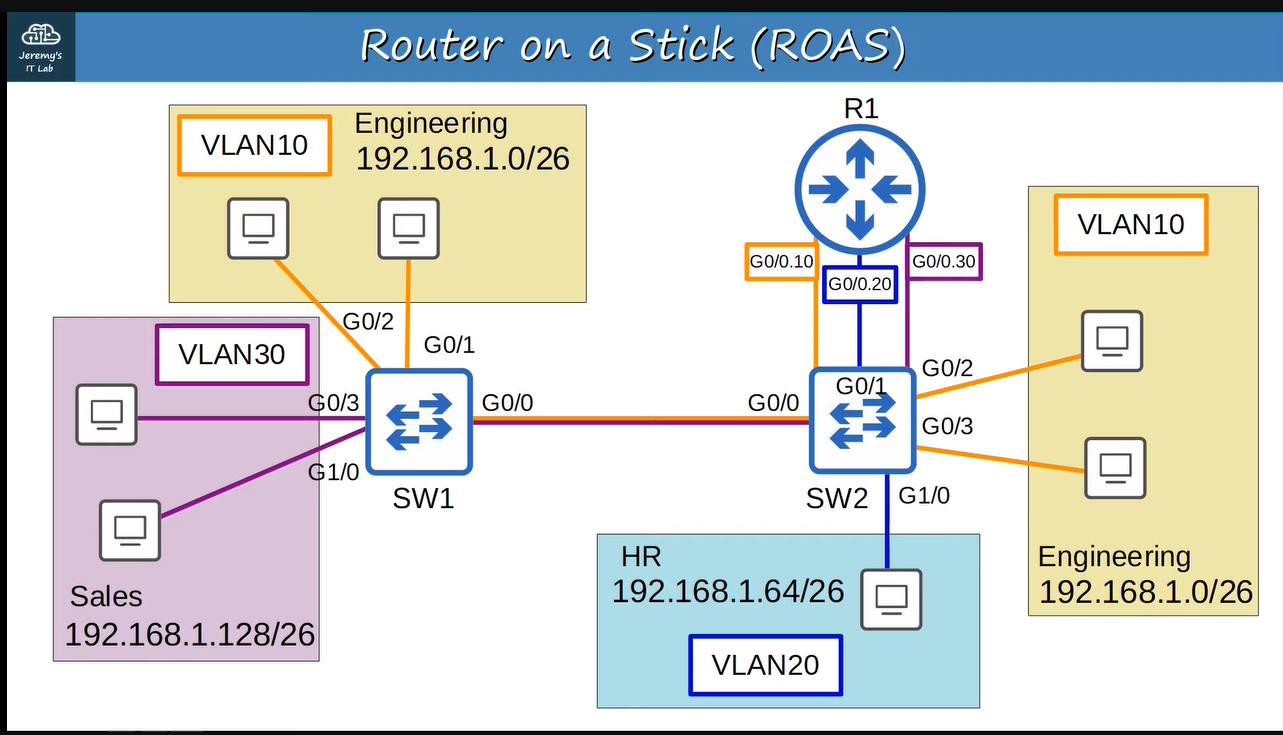 Jeremy's
IT Lab
Router on a Stick (ROAS)
VLAN10
Engineering
192.168.1.0/26
G0/2
G0/1
VLAN30
G0/3
G1/0
Sales
192.168.1.128/26
SW1
G0/0
G0/0
R1
G0/0.10
G0/0.20
G0/0.30
G0/1
G0/2
G0/3
SW2
G1/0
HR
192.168.1.64/26
VLAN20
VLAN10
Engineering
192.168.1.0/26